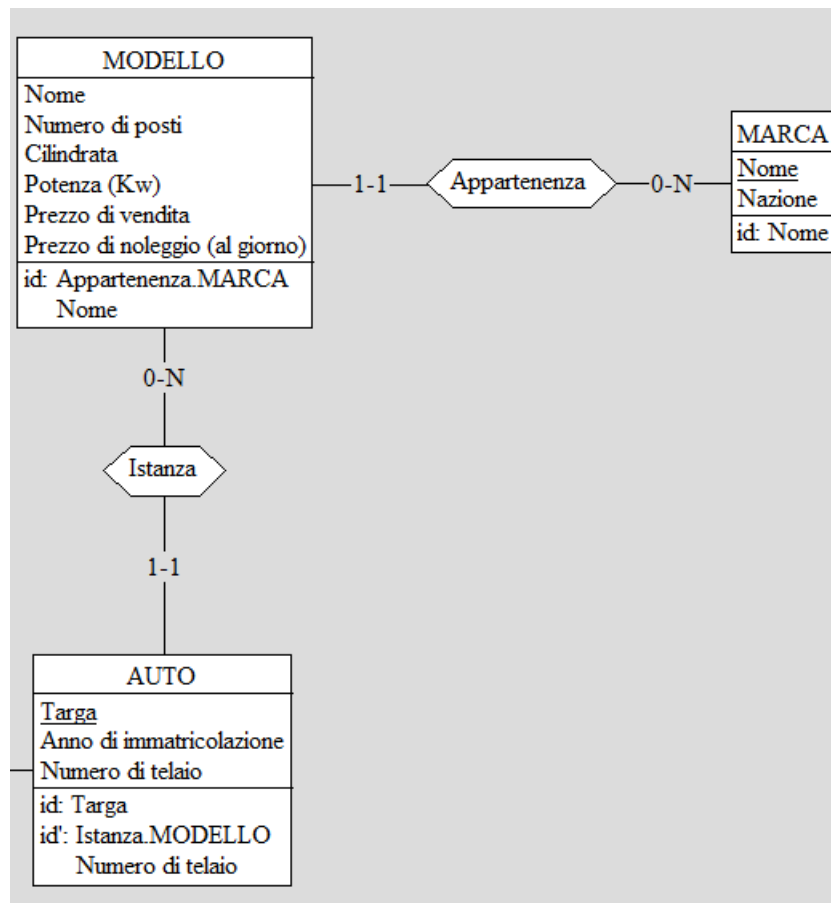 MODELLO
Nome
Numero di posti
Cilindrata
Potenza (Kw)
Prezzo di vendita
Prezzo di noleggio (al giorno)
id: Appartenenza.MARCA
Nome
1-1
Appartenenza
0-N
MARCA
Nome
Nazione
id: Nome
0-N
Istanza
1-1
AUTO
Targa
Anno di immatricolazione
Numero di telaio
id: Targa
id': Istanza.MODELLO
Numero di telaio